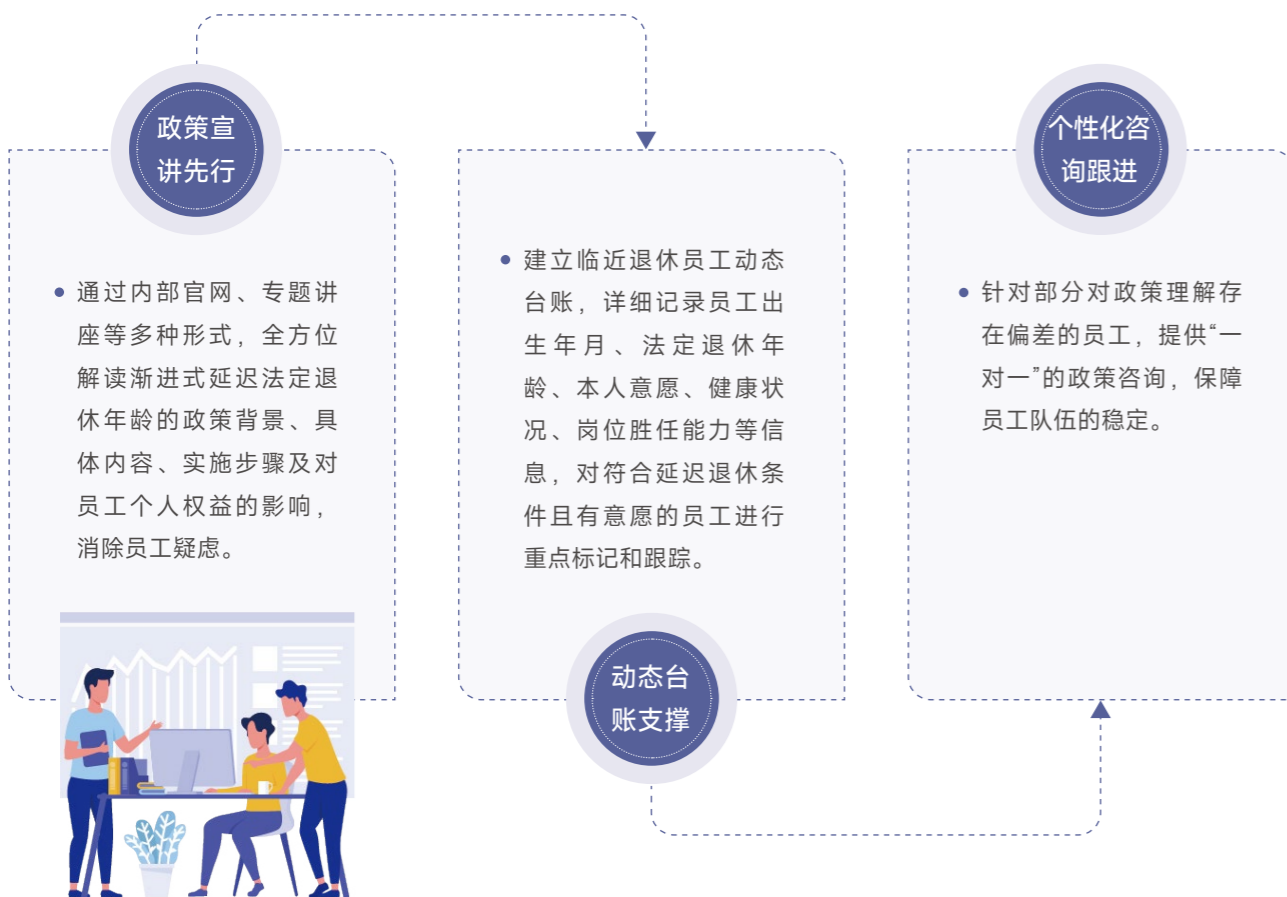 政策宣
讲先行
通过内部官网、专题讲
座等多种形式，全方位
解读渐进式延迟法定退
休年龄的政策背景、具
体内容、实施步骤及对
员工个人权益的影响，
消除员工疑虑。
建立临近退休员工动态
台账，详细记录员工出
生年月、法定退休年
龄、本人意愿、健康状
况、岗位胜任能力等信
息，对符合延迟退休条
件且有意愿的员工进行
重点标记和跟踪。
动态台
账支撑
个性化咨
询跟进
针对部分对政策理解存
在偏差的员工，提供“一
对一”的政策咨询，保障
员工队伍的稳定。